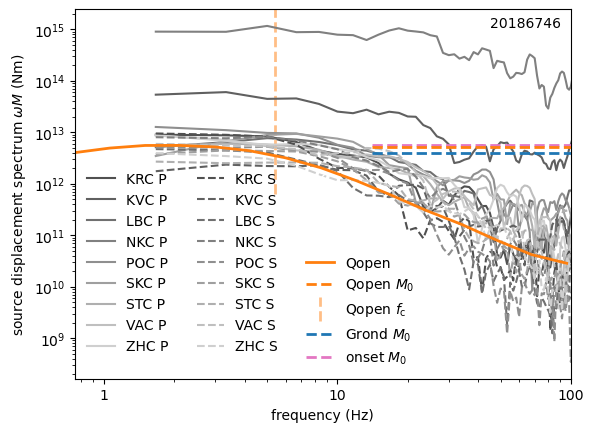 20186746
source displacement spectrum ωM (Nm)
10¹⁵
10¹⁴
10¹³
10¹²
10¹¹
10¹⁰
10⁹
KRC P
KVC P
LBC P
NKC P
POC P
SKC P
STC P
VAC P
ZHC P
KRC S
KVC S
LBC S
NKC S
POC S
SKC S
STC S
VAC S
ZHC S
Qopen
Qopen M₀
Qopen f_c
Grond M₀
onset M₀
1 10 100
frequency (Hz)